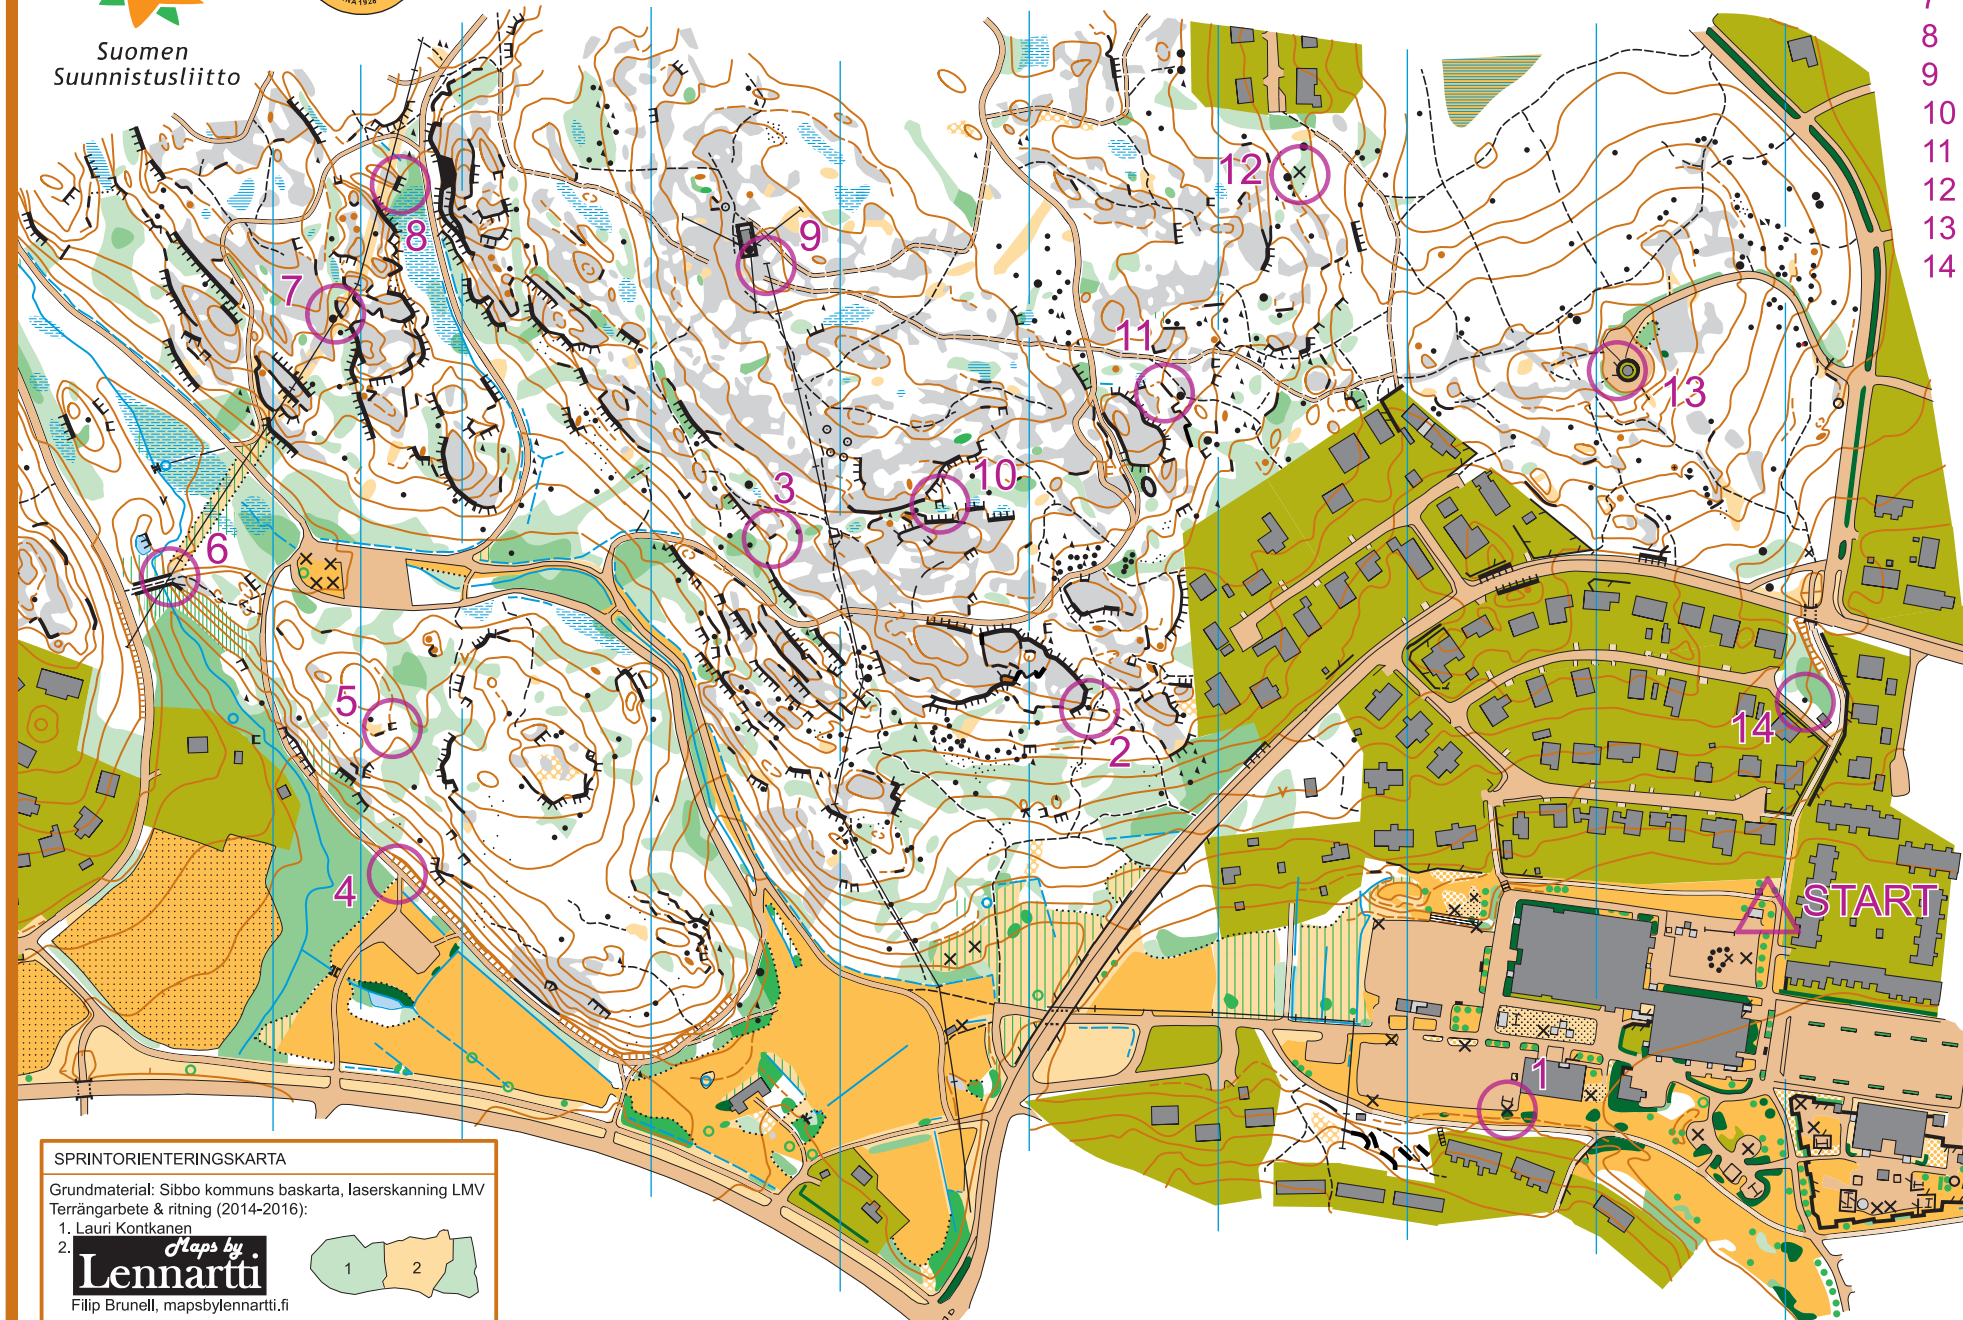 NA 1926
Suomen
Suunnistusliitto
7
8
9
10
11
12
13
14
12
8
9
7
11
13
3
10
6
5
2
14
4
START
1
SPRINTORIENTERINGSKARTA
Grundmaterial: Sibbo kommuns baskarta, laserskanning LMV
Terrängarbete & ritning (2014-2016):
1. Lauri Kontkanen
2.
Maps by
Lennartti
Filip Brunell, mapsbylennartti.fi
1
2